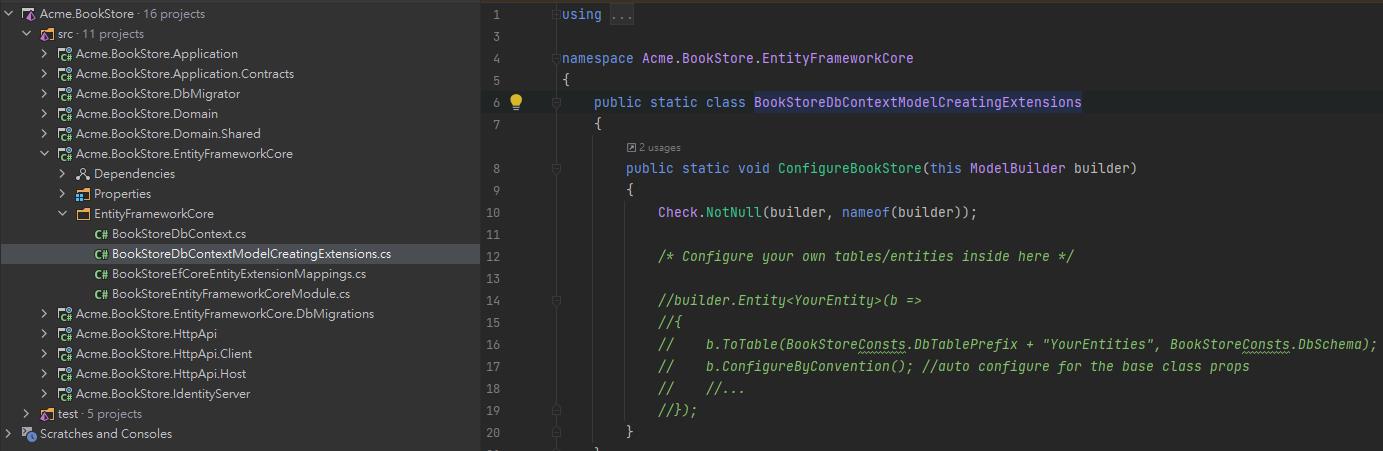 Acme.BookStore · 16 projects
src · 11 projects
Acme.BookStore.Application
Acme.BookStore.Application.Contracts
Acme.BookStore.DbMigrator
Acme.BookStore.Domain
Acme.BookStore.Domain.Shared
Acme.BookStore.EntityFrameworkCore
Dependencies
Properties
EntityFrameworkCore
C# BookStoreDbContext.cs
C# BookStoreDbContextModelCreatingExtensions.cs
C# BookStoreEfCoreEntityExtensionMappings.cs
C# BookStoreEntityFrameworkCoreModule.cs
Acme.BookStore.EntityFrameworkCore.DbMigrations
Acme.BookStore.HttpApi
Acme.BookStore.HttpApi.Client
Acme.BookStore.HttpApi.Host
Acme.BookStore.IdentityServer
test · 5 projects
Scratches and Consoles
1 using ...
3
4 namespace Acme.BookStore.EntityFrameworkCore
5 {
6 public static class BookStoreDbContextModelCreatingExtensions
7 {
2 usages
8 public static void ConfigureBookStore(this ModelBuilder builder)
9 {
10 Check.NotNull(builder, nameof(builder));
11
12 /* Configure your own tables/entities inside here */
13
14 //builder.Entity<YourEntity>(b =>
15 //{
16 // b.ToTable(BookStoreConsts.DbTablePrefix + "YourEntities", BookStoreConsts.DbSchema);
17 // b.ConfigureByConvention(); //auto configure for the base class props
18 // //...
19 //});
20 }